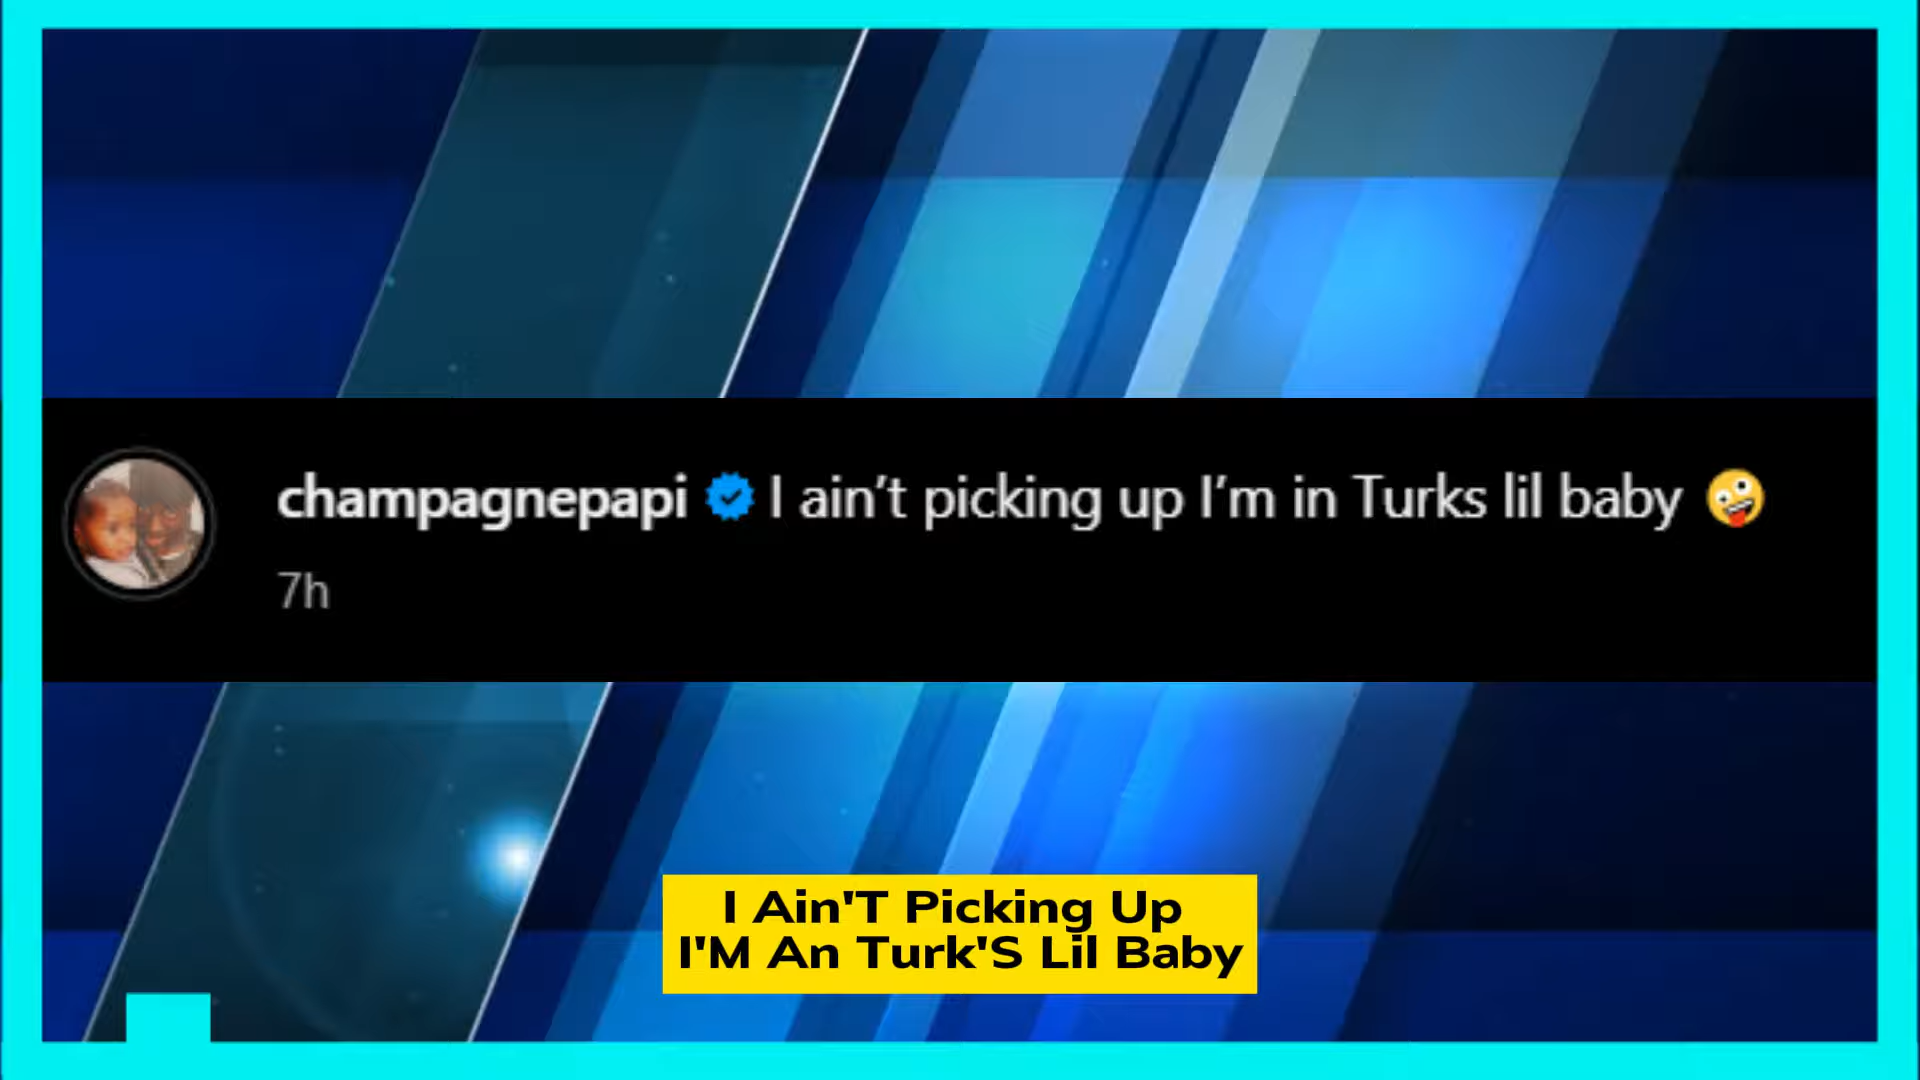 champagnepapi I ain’t picking up I’m in Turks lil baby 🤪
7h
I Ain'T Picking Up
I'M An Turk'S Lil Baby